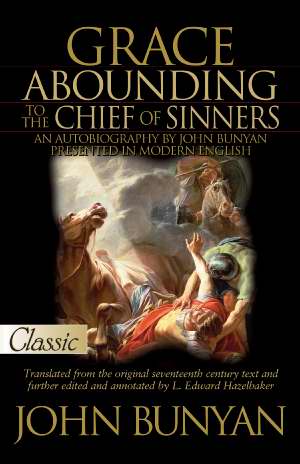 GRACE
ABOUNDING
TO THE CHIEF OF SINNERS
AN AUTOBIOGRAPHY BY JOHN BUNYAN
PRESENTED IN MODERN ENGLISH
Classic
Translated from the original seventeenth century text and
further edited and annotated by L. Edward Hazelbaker
JOHN BUNYAN